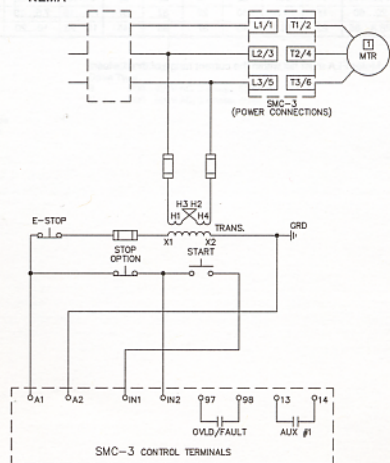 L1/1 T1/2
L2/3 T2/4
L3/5 T3/6
1
MTR
SMC-3
(POWER CONNECTIONS)
H3 H2
H1 H4
TRANS.
X1 X2
GRD
E-STOP
STOP
OPTION
START
A1 A2 IN1 IN2 97 98 13 14
OVLD/FAULT AUX #1
SMC-3 CONTROL TERMINALS